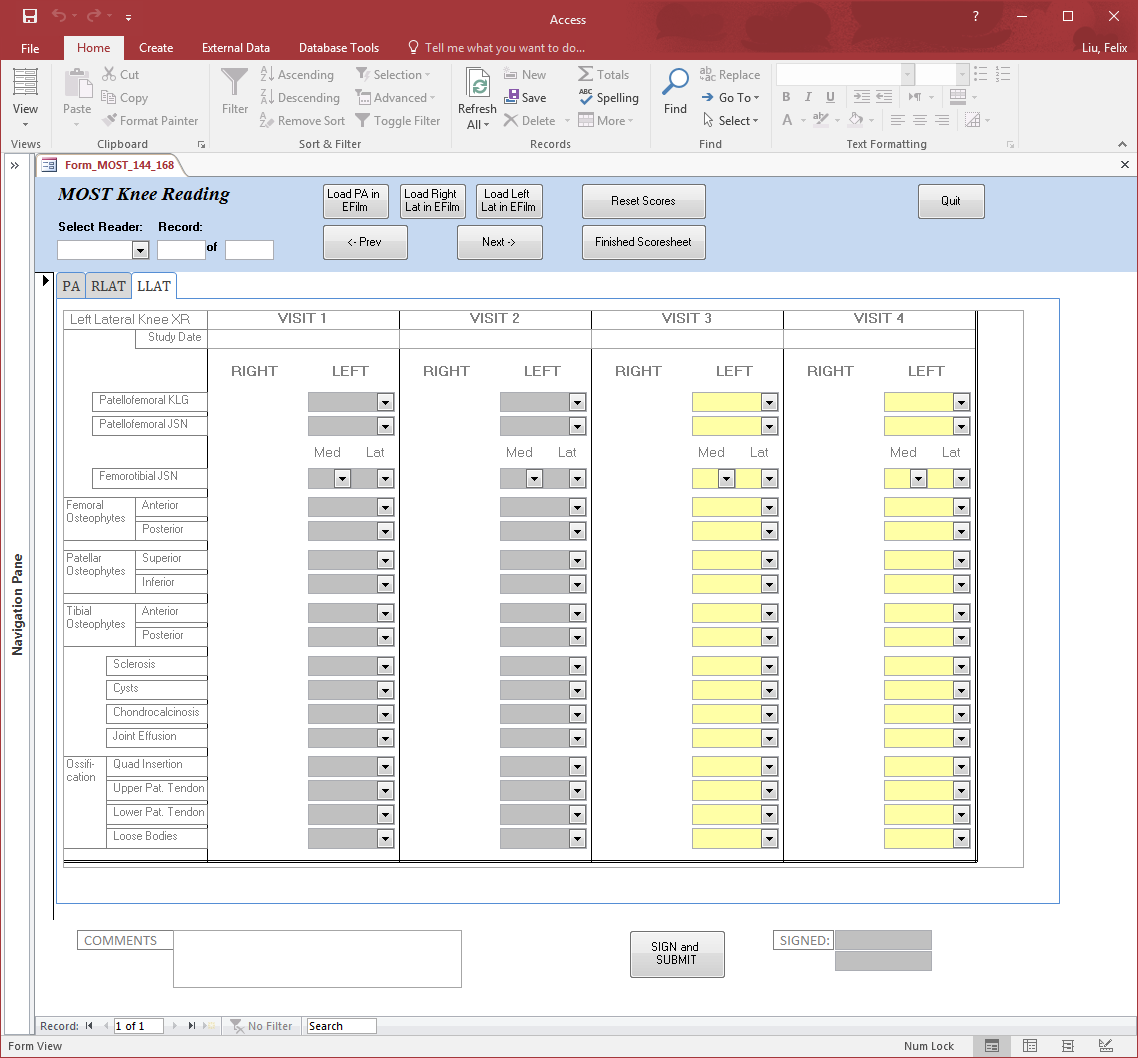 Access
?
File Home Create External Data Database Tools Tell me what you want to do... Liu, Felix
View
Views
Paste
Cut
Copy
Format Painter
Clipboard
Filter
Ascending
Descending
Remove Sort
Selection
Advanced
Toggle Filter
Sort & Filter
Refresh
All
New
Save
Delete
Totals
Spelling
More
Records
Find
Replace
Go To
Select
Find
B I U
A
Text Formatting
Navigation Pane
Form_MOST_144_168
MOST Knee Reading
Select Reader: Record:
of
Load PA in
EFilm
Load Right
Lat in EFilm
Load Left
Lat in EFilm
Reset Scores
Quit
<- Prev
Next ->
Finished Scoresheet
PA RLAT LLAT
Left Lateral Knee XR VISIT 1 VISIT 2 VISIT 3 VISIT 4
Study Date
RIGHT LEFT RIGHT LEFT RIGHT LEFT RIGHT LEFT
Patellofemoral KLG
Patellofemoral JSN
Med Lat Med Lat Med Lat Med Lat
Femorotibial JSN
Femoral
Osteophytes
Anterior
Posterior
Patellar
Osteophytes
Superior
Inferior
Tibial
Osteophytes
Anterior
Posterior
Sclerosis
Cysts
Chondrocalcinosis
Joint Effusion
Ossifi-
cation
Quad Insertion
Upper Pat. Tendon
Lower Pat. Tendon
Loose Bodies
COMMENTS
SIGN and
SUBMIT
SIGNED:
Record: 1 of 1 No Filter Search
Form View Num Lock